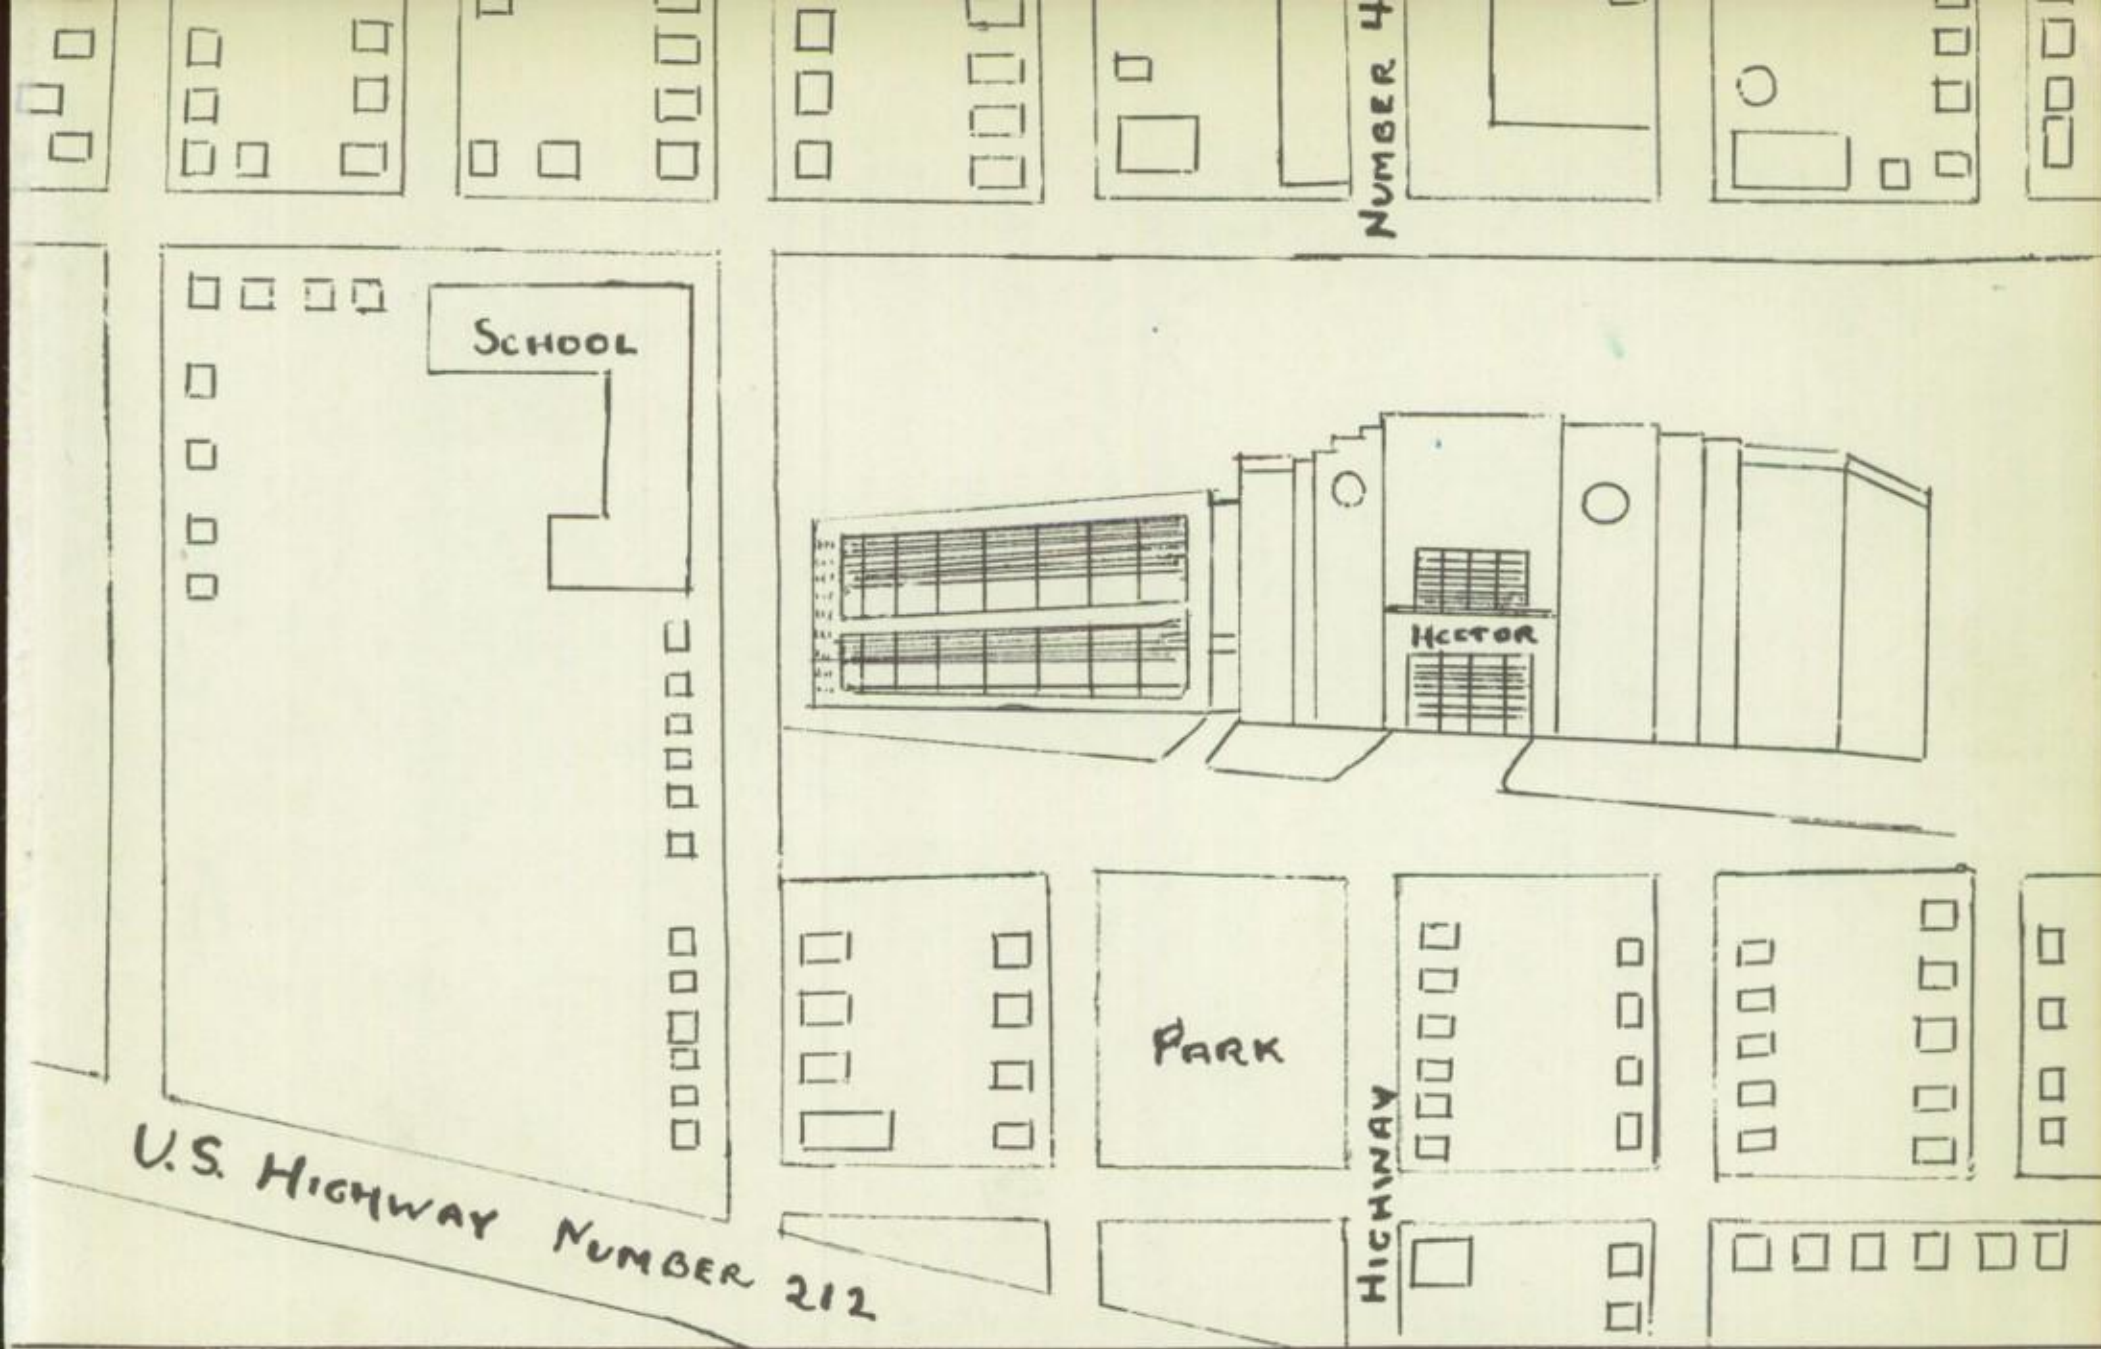 NUMBER 4
SCHOOL
HECTOR
PARK
HIGHWAY
U.S. HIGHWAY NUMBER 212